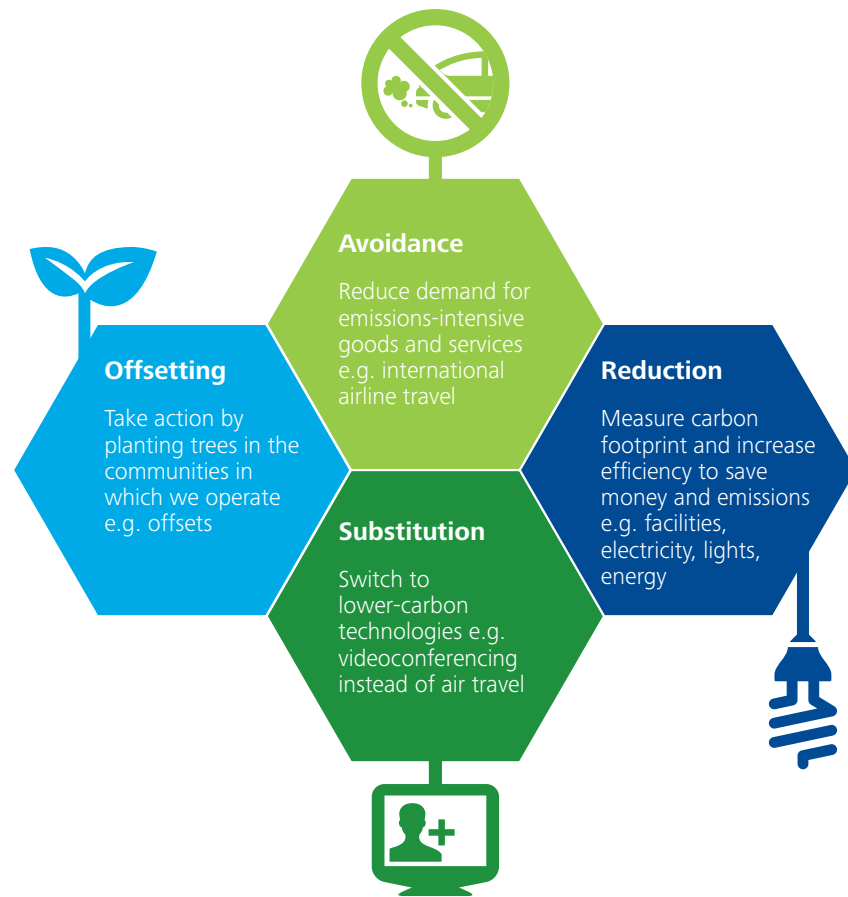 Avoidance
Reduce demand for
emissions-intensive
goods and services
e.g. international
airline travel
Offsetting
Take action by
planting trees in the
communities in
which we operate
e.g. offsets
Reduction
Measure carbon
footprint and increase
efficiency to save
money and emissions
e.g. facilities,
electricity, lights,
energy
Substitution
Switch to
lower-carbon
technologies e.g.
videoconferencing
instead of air travel